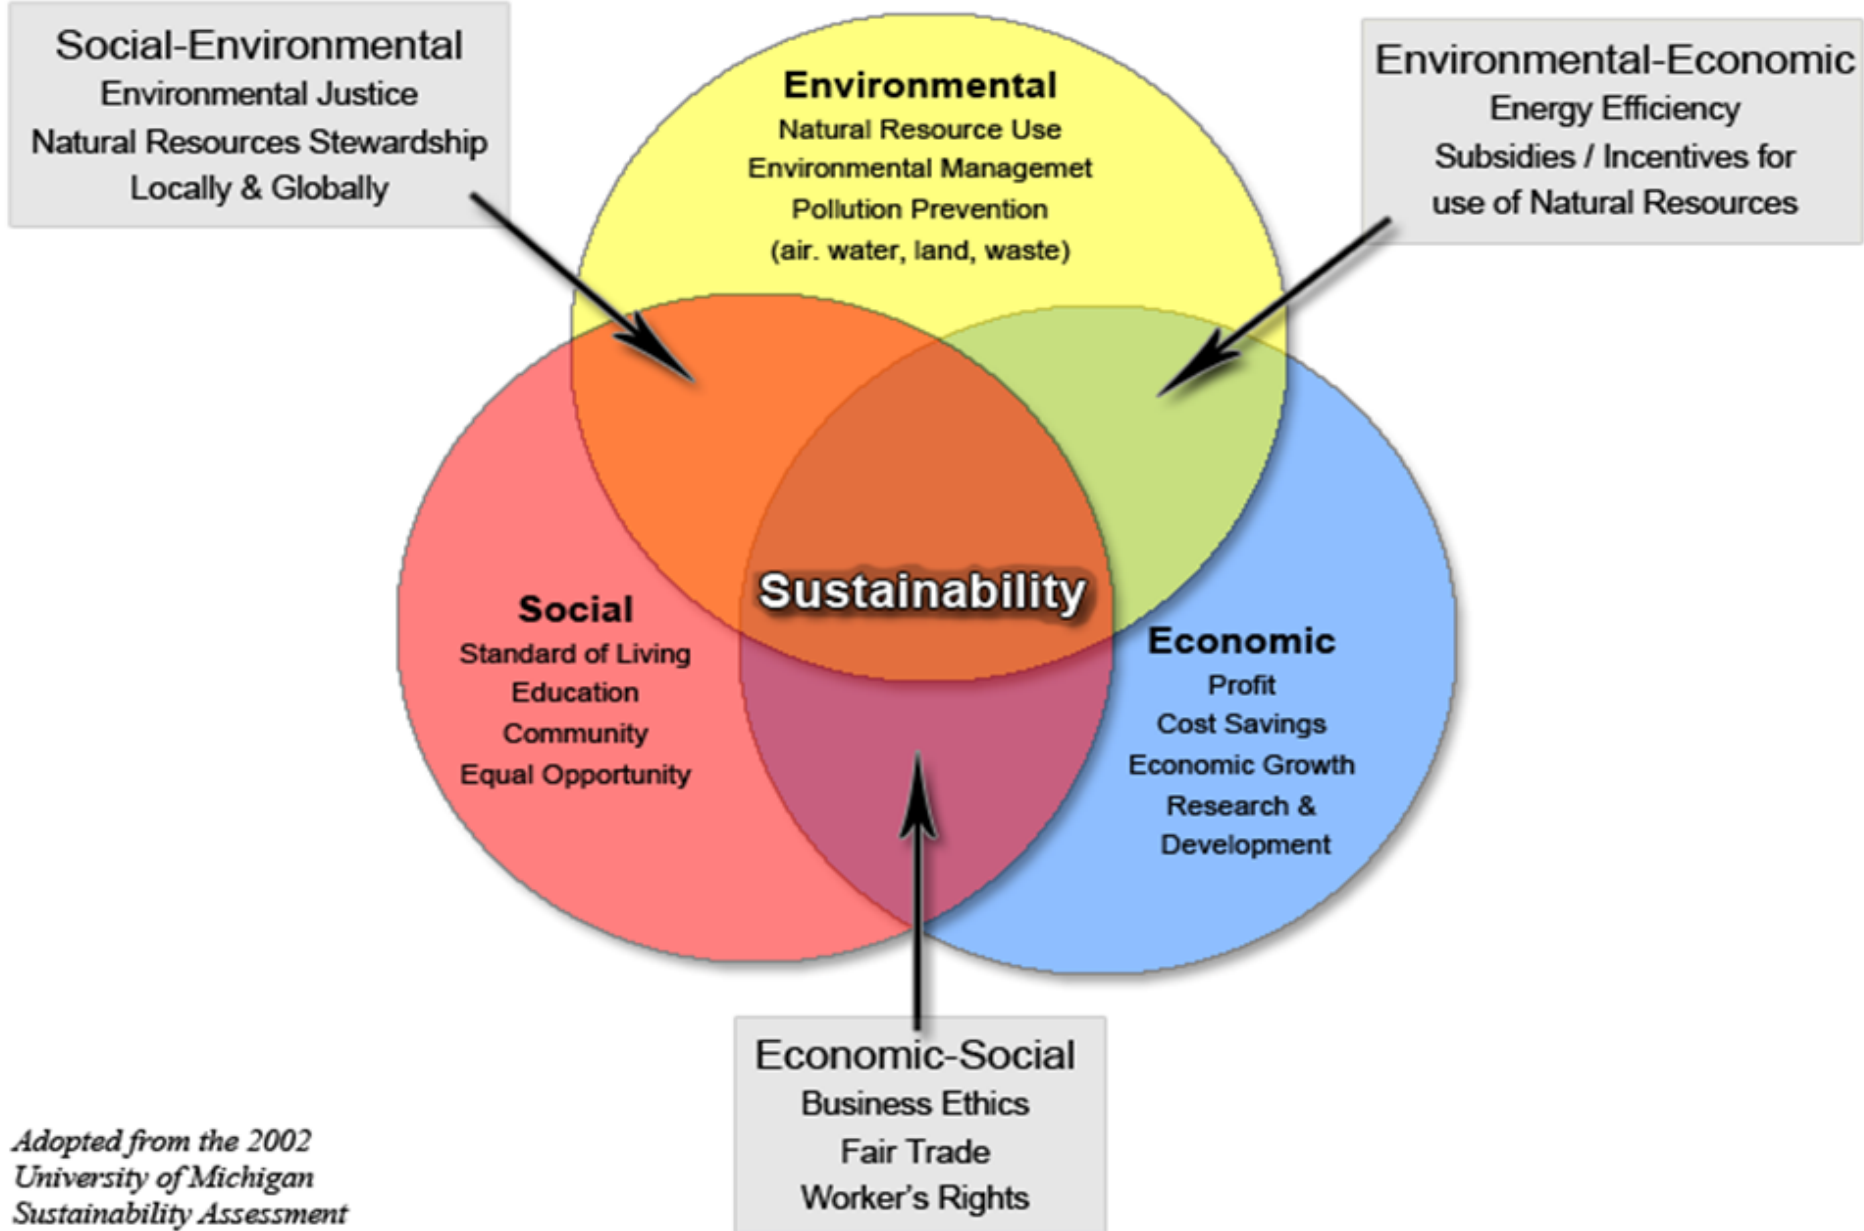 Social-Environmental
Environmental Justice
Natural Resources Stewardship
Locally & Globally
Environmental
Natural Resource Use
Environmental Managemet
Pollution Prevention
(air. water, land, waste)
Environmental-Economic
Energy Efficiency
Subsidies / Incentives for
use of Natural Resources
Sustainability
Social
Standard of Living
Education
Community
Equal Opportunity
Economic
Profit
Cost Savings
Economic Growth
Research &
Development
Economic-Social
Business Ethics
Fair Trade
Worker's Rights
Adopted from the 2002
University of Michigan
Sustainability Assessment